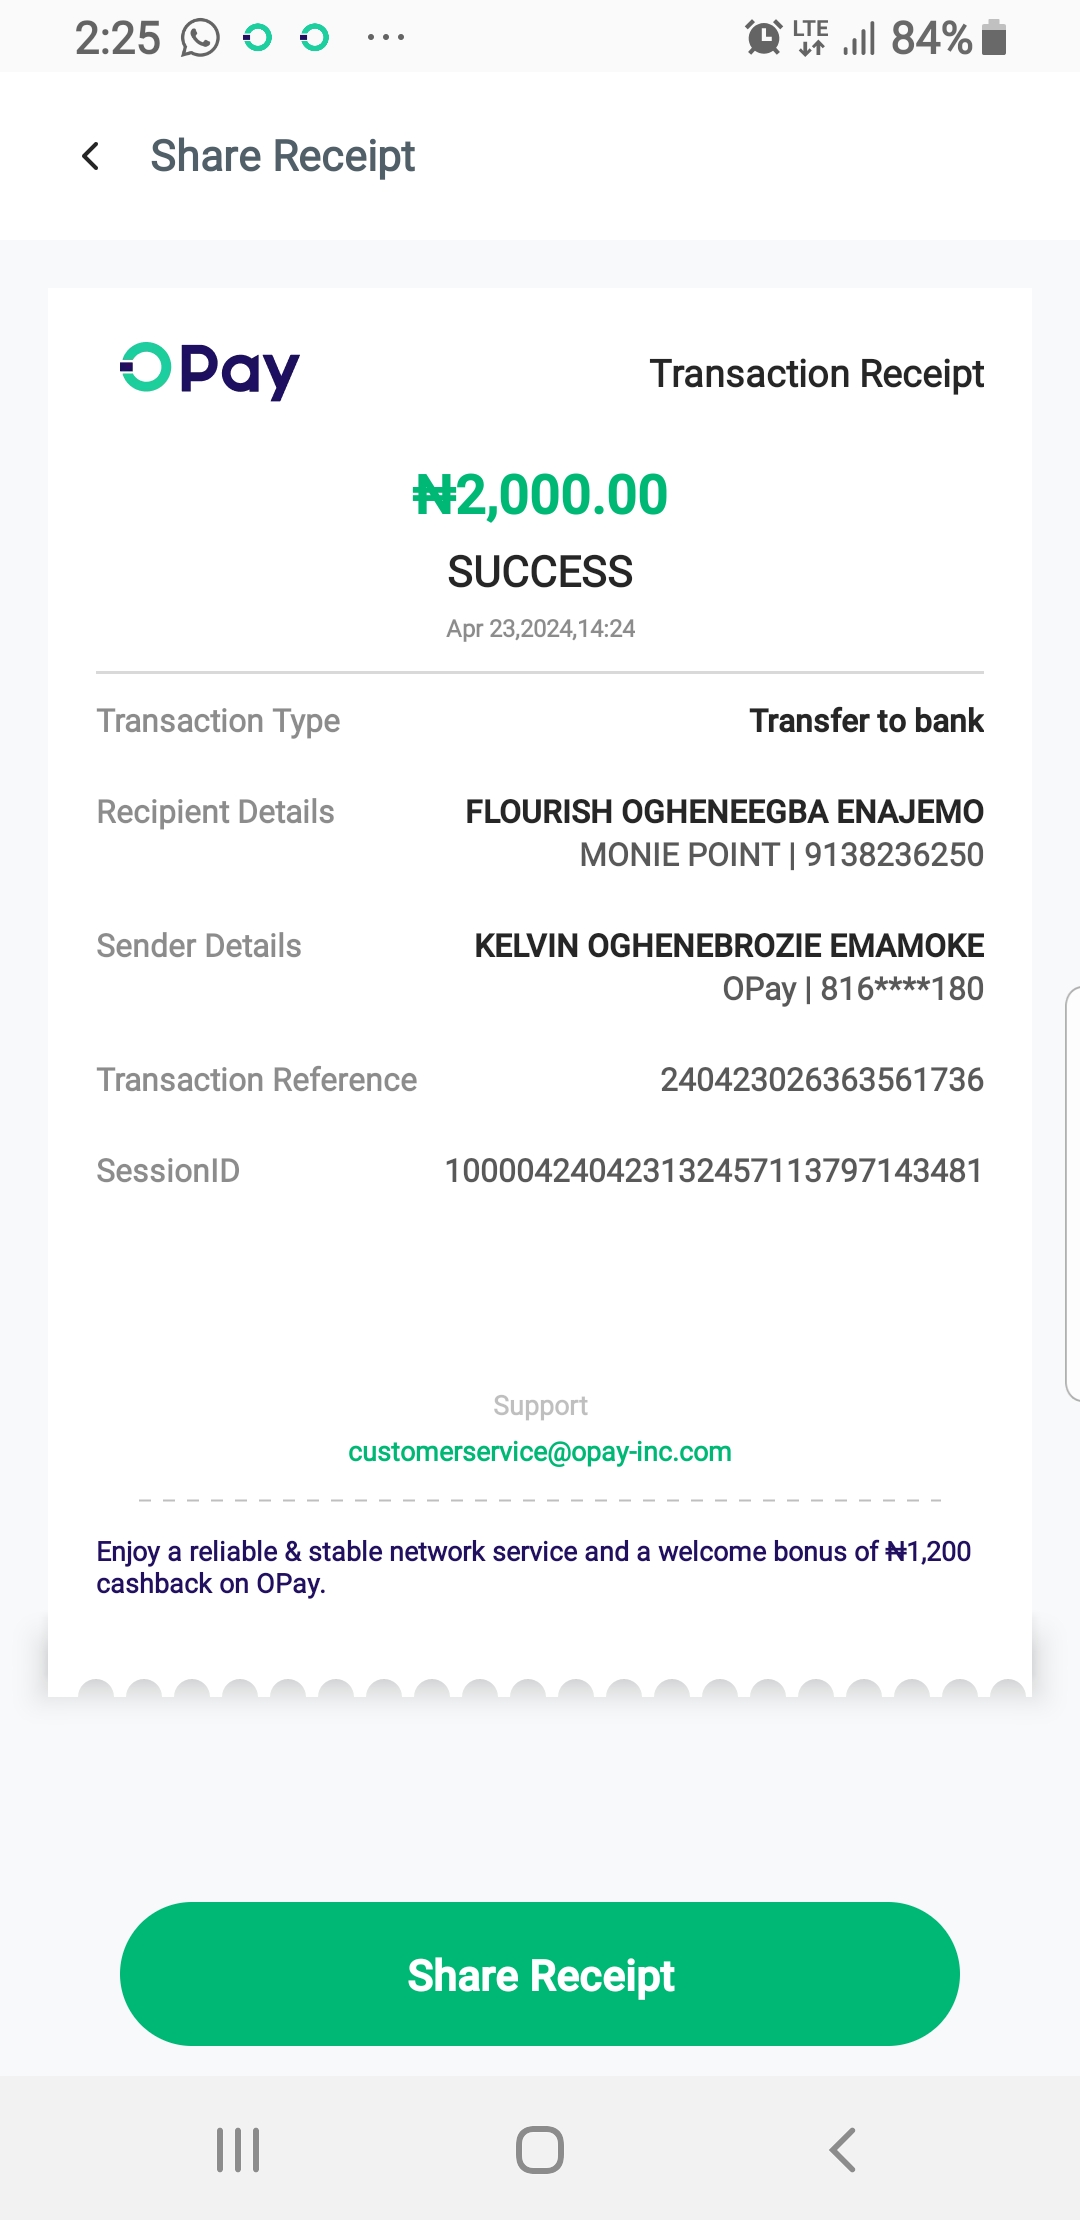 2:25 LTE 84%
Share Receipt
OPay Transaction Receipt
₦2,000.00
SUCCESS
Apr 23,2024,14:24
Transaction Type Transfer to bank
Recipient Details FLOURISH OGHENEEGBA ENAJEMO
MONIE POINT | 9138236250
Sender Details KELVIN OGHENEBROZIE EMAMOKE
OPay | 816****180
Transaction Reference 240423026363561736
SessionID 100004240423132457113797143481
Support
customerservice@opay-inc.com
Enjoy a reliable & stable network service and a welcome bonus of ₦1,200
cashback on OPay.
Share Receipt